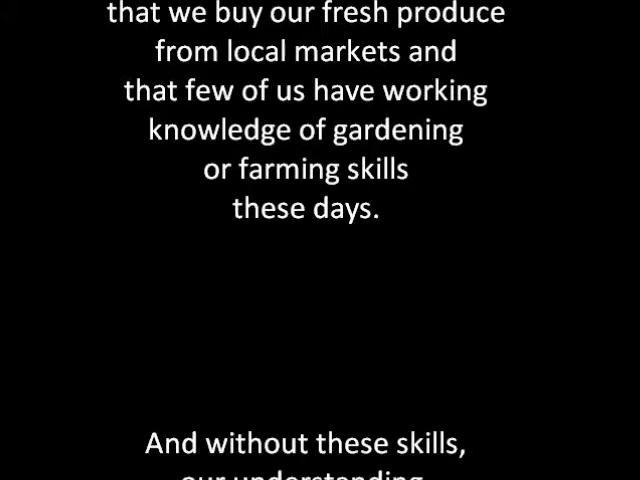 that we buy our fresh produce
from local markets and
that few of us have working
knowledge of gardening
or farming skills
these days.
And without these skills,
our understanding